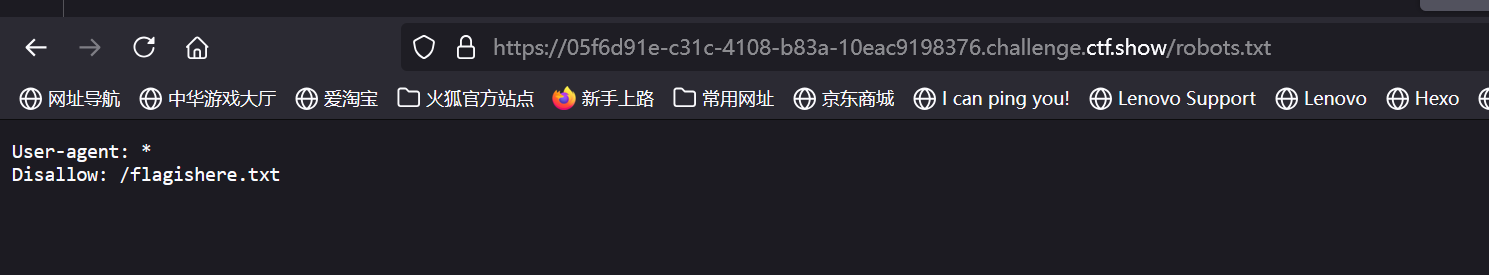 https://05f6d91e-c31c-4108-b83a-10eac9198376.challenge.ctf.show/robots.txt
网址导航 中华游戏大厅 爱淘宝 火狐官方站点 新手上路 常用网址 京东商城 I can ping you! Lenovo Support Lenovo Hexo
User-agent: *
Disallow: /flagishere.txt